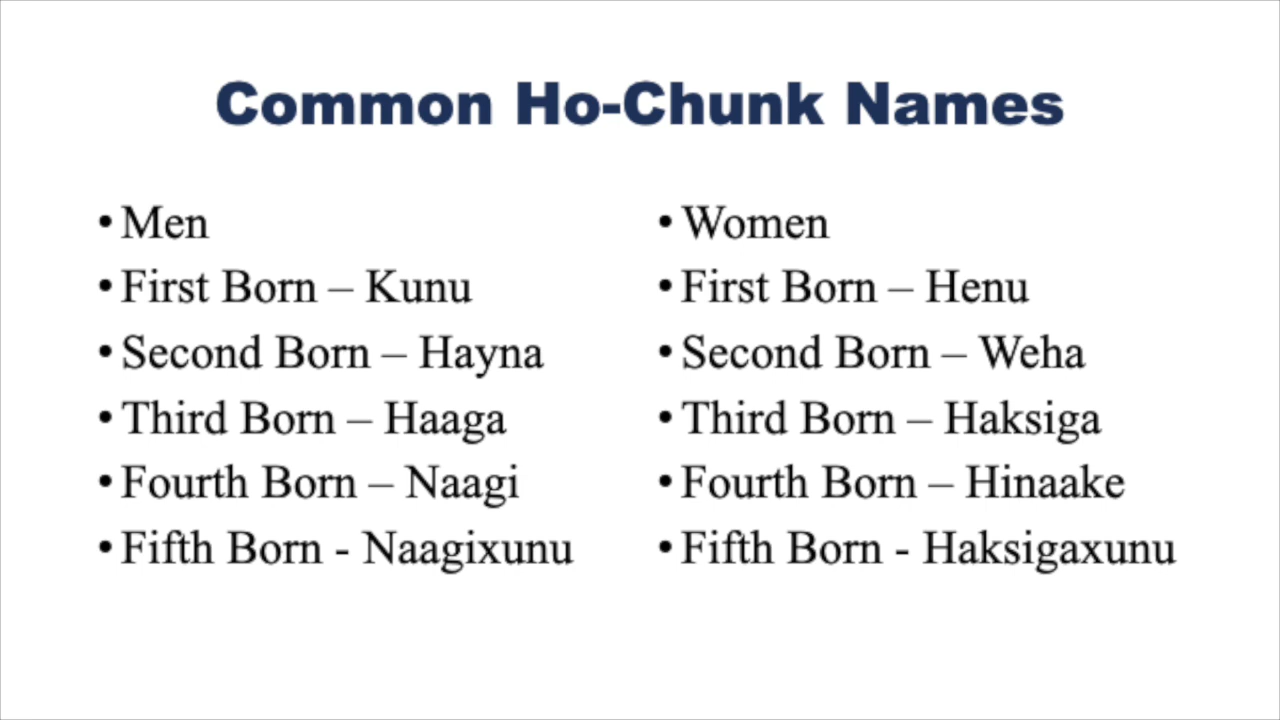 Common Ho-Chunk Names
• Men
• First Born – Kunu
• Second Born – Hayna
• Third Born – Haaga
• Fourth Born – Naagi
• Fifth Born - Naagixunu
• Women
• First Born – Henu
• Second Born – Weha
• Third Born – Haksiga
• Fourth Born – Hinaake
• Fifth Born - Haksigaxunu